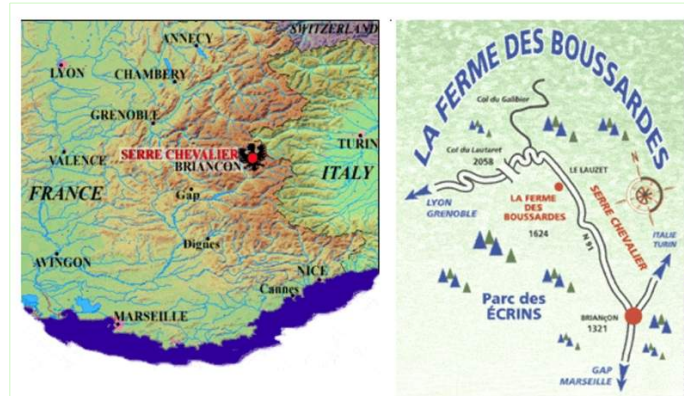 ANNECY
SWITZERLAND
LYON
CHAMBERY
GRENOBLE
TURIN
VALENCE
SERRE CHEVALIER
BRIANCON
ITALY
FRANCE
Gap
Dignes
AVINGON
NICE
Cannes
MARSEILLE
LA FERME DES BOUSSARDES
Col du Galibier
Col du Lautaret
2058
LE LAUZET
N
LYON
GRENOBLE
LA FERME
DES
BOUSSARDES
1624
SERRE CHEVALIER
N 91
ITALIE
TURIN
Parc des
ÉCRINS
BRIANÇON
1321
GAP
MARSEILLE